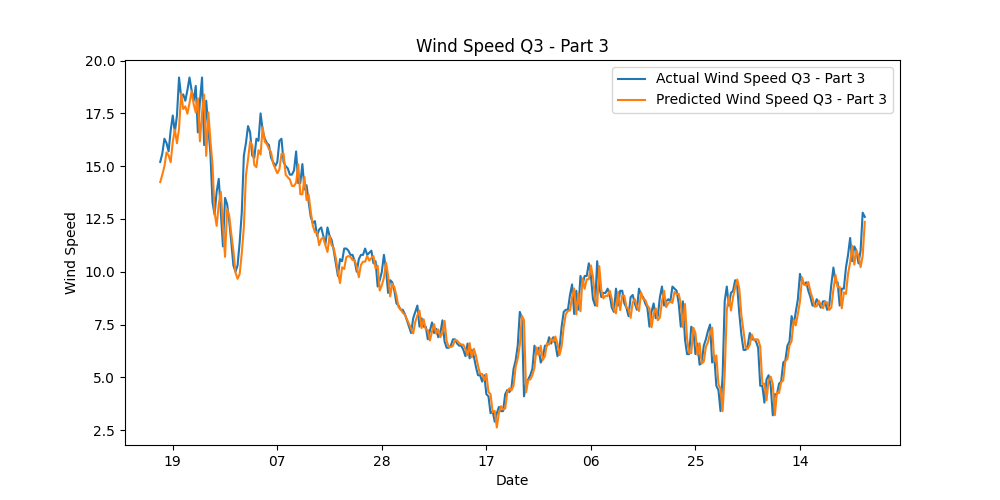 Wind Speed Q3 - Part 3
Actual Wind Speed Q3 - Part 3
Predicted Wind Speed Q3 - Part 3
Wind Speed
20.0
17.5
15.0
12.5
10.0
7.5
5.0
2.5
19 07 28 17 06 25 14
Date